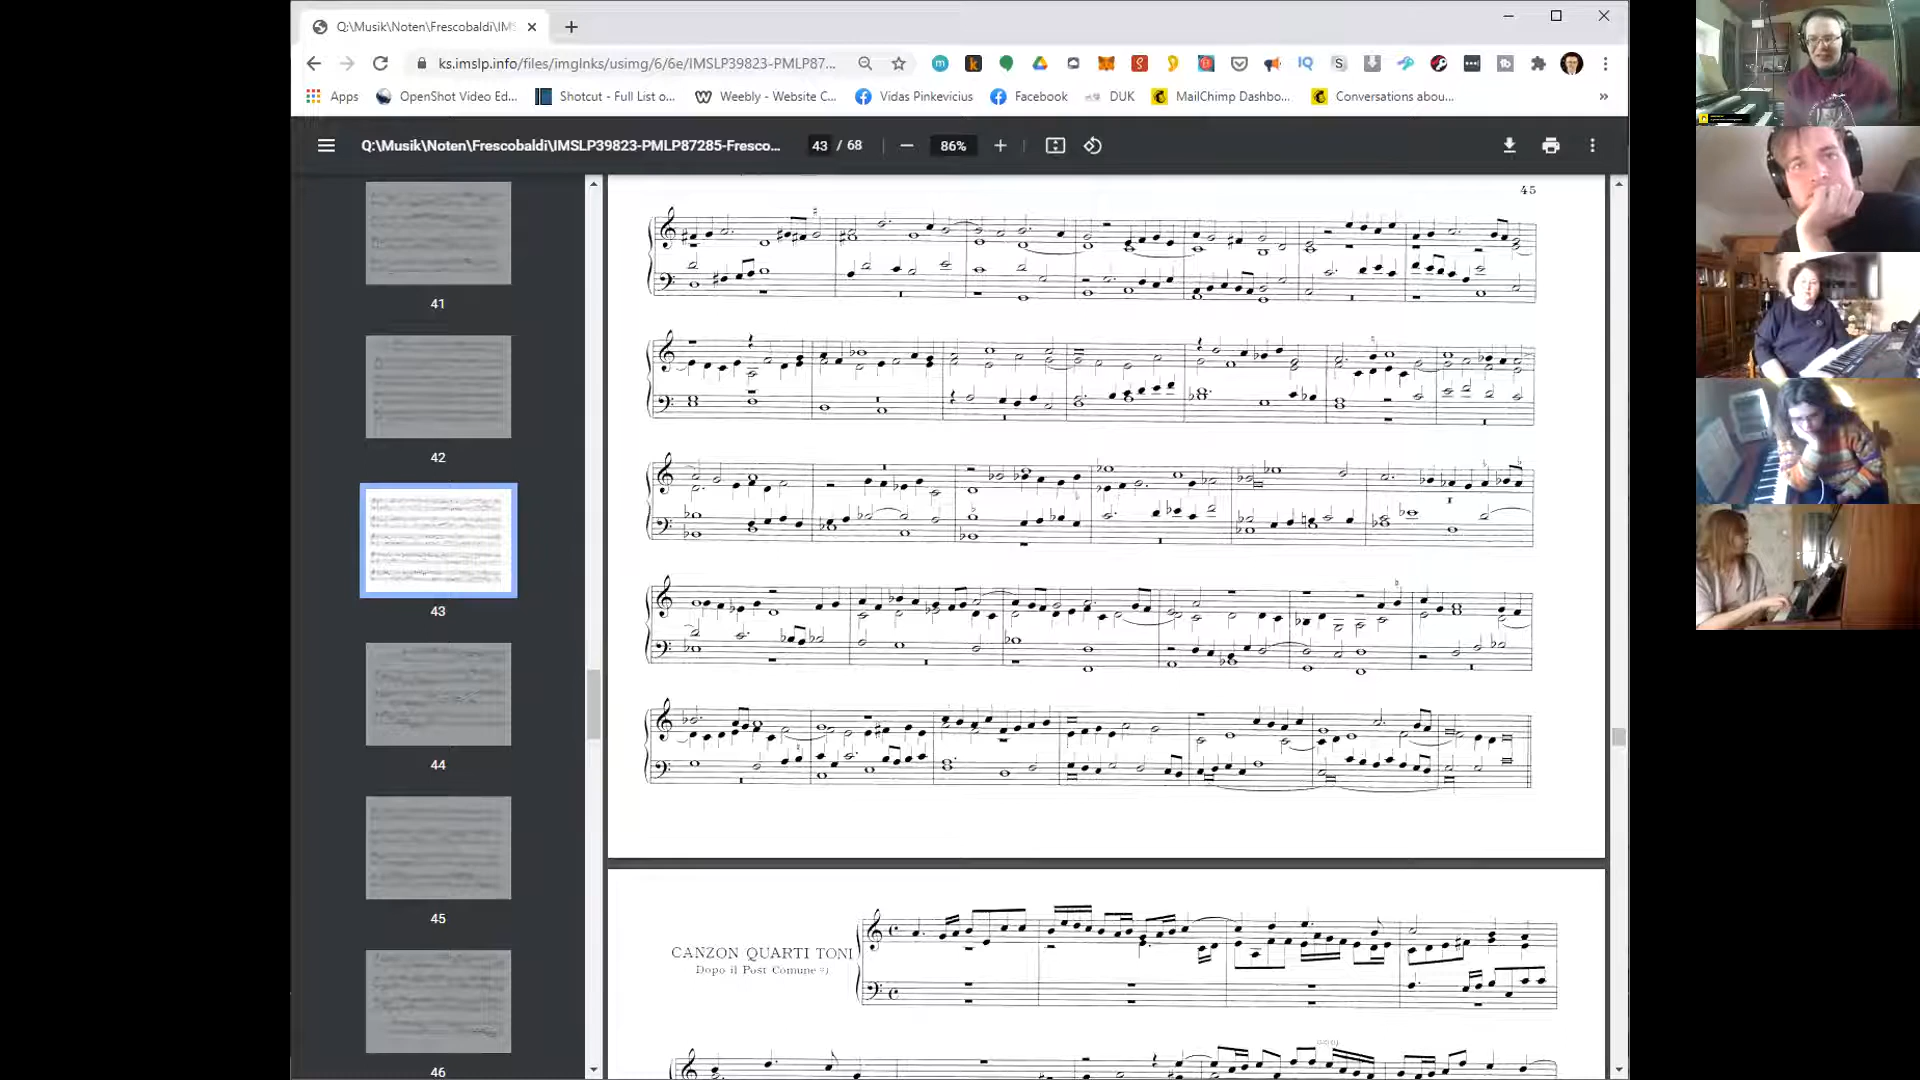 Q:\Musik\Noten\Frescobaldi\IMS
ks.imslp.info/files/imglnks/usimg/6/6e/IMSLP39823-PMLP87...
Apps OpenShot Video Ed... Shotcut - Full List o... Weebly - Website C... Vidas Pinkevicius Facebook DUK MailChimp Dashbo... Conversations abou... »
Q:\Musik\Noten\Frescobaldi\IMSLP39823-PMLP87285-Fresco... 43 / 68 86%
41
42
43
44
45
46
45
CANZON QUARTI TONI
Dopo il Post Comune